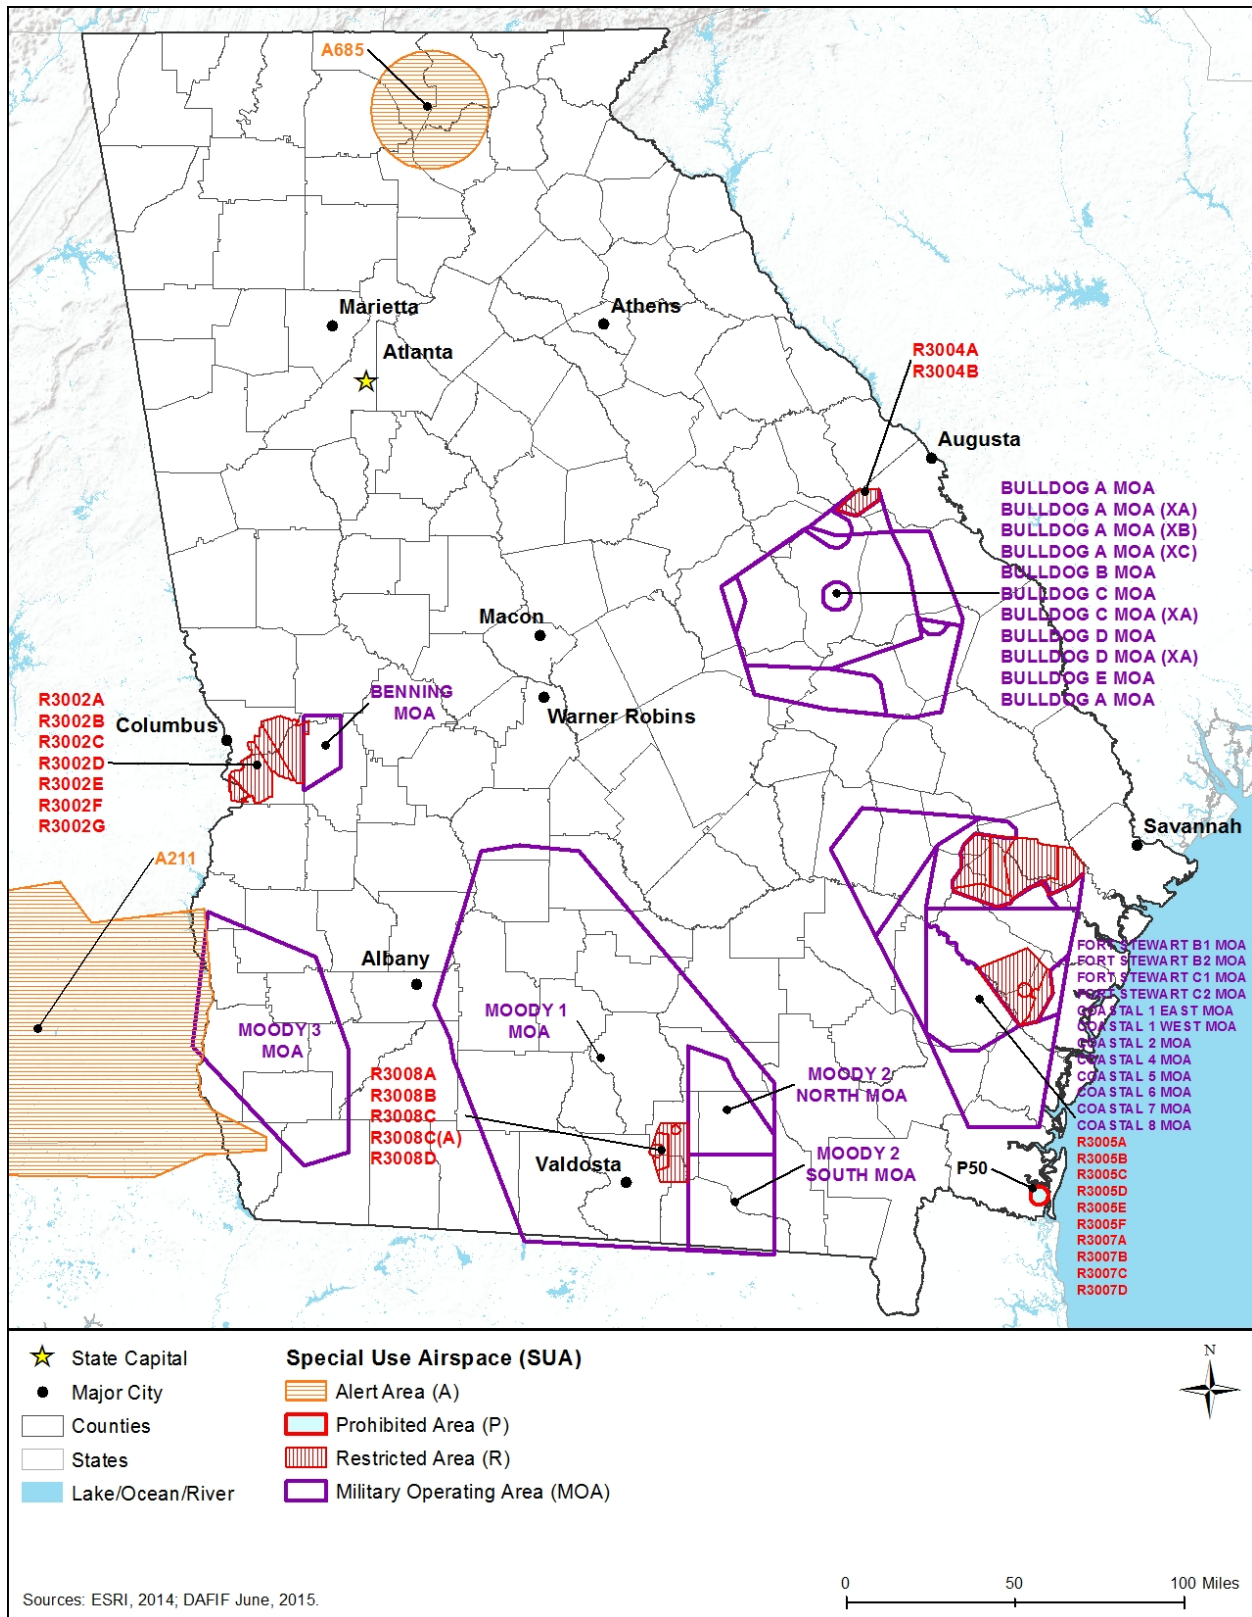 A685
Marietta
Athens
Atlanta
R3004A
R3004B
Augusta
BULLDOG A MOA
BULLDOG A MOA (XA)
BULLDOG A MOA (XB)
BULLDOG A MOA (XC)
BULLDOG B MOA
BULLDOG C MOA
BULLDOG C MOA (XA)
BULLDOG D MOA
BULLDOG D MOA (XA)
BULLDOG E MOA
BULLDOG A MOA
Macon
Warner Robins
BENNING
MOA
R3002A
R3002B
R3002C
R3002D
R3002E
R3002F
R3002G
Columbus
A211
Savannah
Albany
MOODY 1
MOA
MOODY 3
MOA
R3008A
R3008B
R3008C
R3008C(A)
R3008D
MOODY 2
NORTH MOA
MOODY 2
SOUTH MOA
Valdosta
P50
FORT STEWART B1 MOA
FORT STEWART B2 MOA
FORT STEWART C1 MOA
FORT STEWART C2 MOA
COASTAL 1 EAST MOA
COASTAL 1 WEST MOA
COASTAL 2 MOA
COASTAL 4 MOA
COASTAL 5 MOA
COASTAL 6 MOA
COASTAL 7 MOA
COASTAL 8 MOA
R3005A
R3005B
R3005C
R3005D
R3005E
R3005F
R3007A
R3007B
R3007C
R3007D
State Capital
Major City
Counties
States
Lake/Ocean/River
Special Use Airspace (SUA)
Alert Area (A)
Prohibited Area (P)
Restricted Area (R)
Military Operating Area (MOA)
N
0 50 100 Miles
Sources: ESRI, 2014; DAFIF June, 2015.